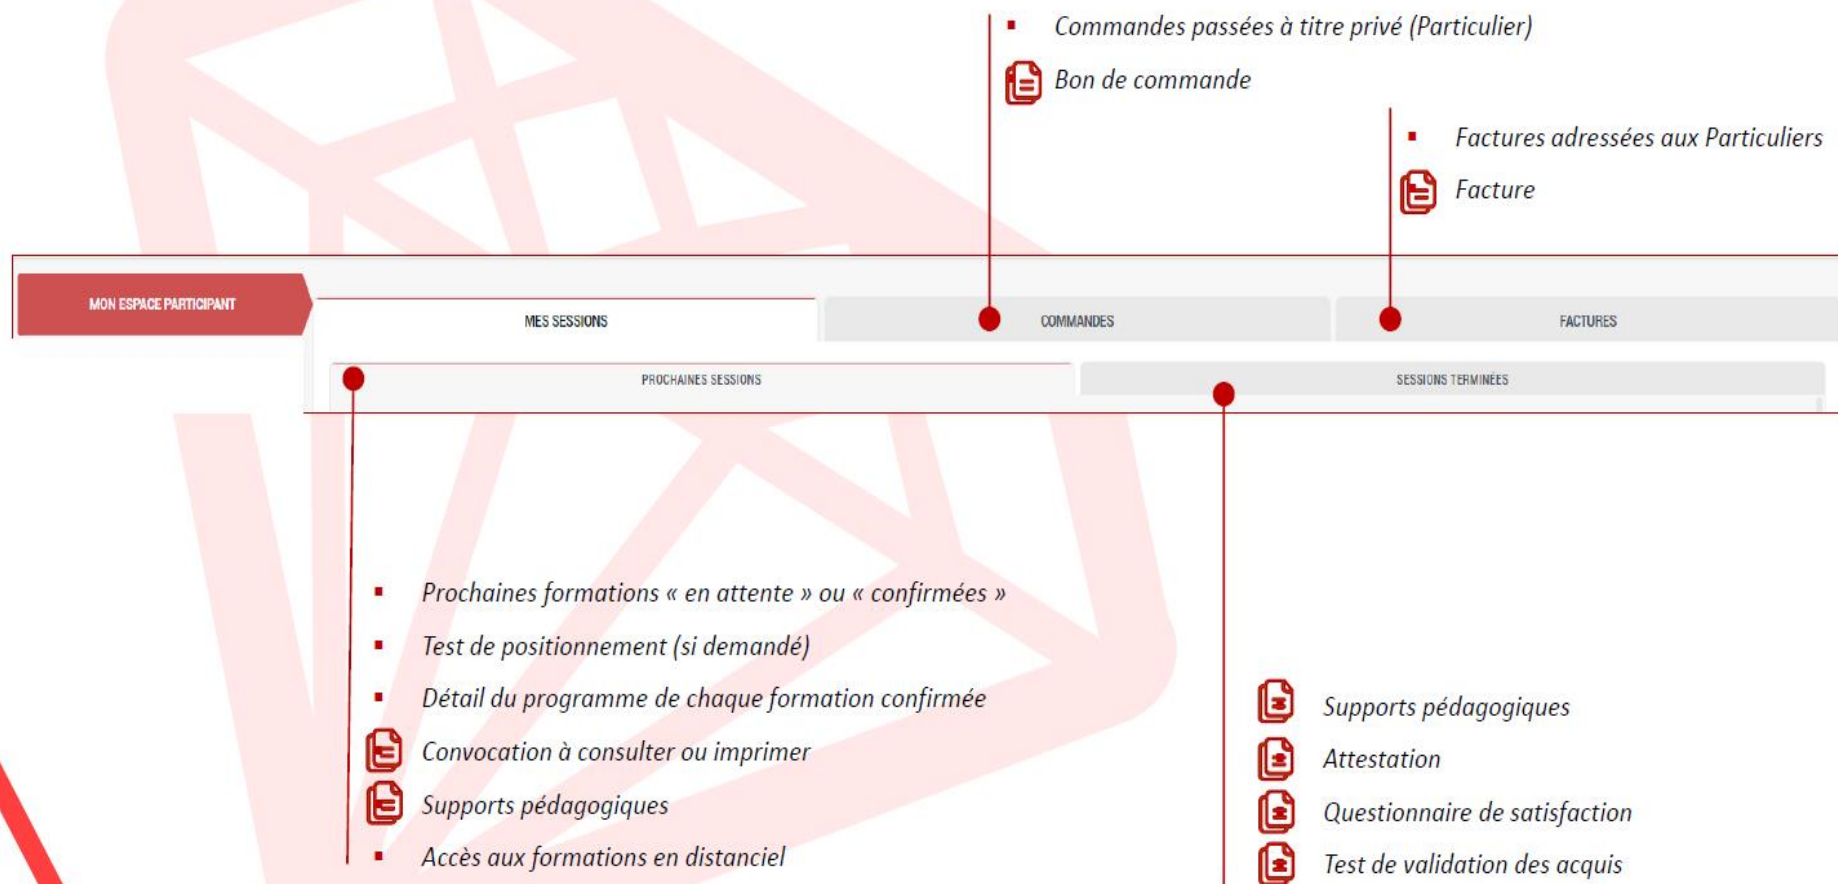 Commandes passées à titre privé (Particulier)
Bon de commande
Factures adressées aux Particuliers
Facture
MON ESPACE PARTICIPANT
MES SESSIONS
COMMANDES
FACTURES
PROCHAINES SESSIONS
SESSIONS TERMINÉES
Prochaines formations « en attente » ou « confirmées »
Test de positionnement (si demandé)
Détail du programme de chaque formation confirmée
Convocation à consulter ou imprimer
Supports pédagogiques
Accès aux formations en distanciel
Supports pédagogiques
Attestation
Questionnaire de satisfaction
Test de validation des acquis